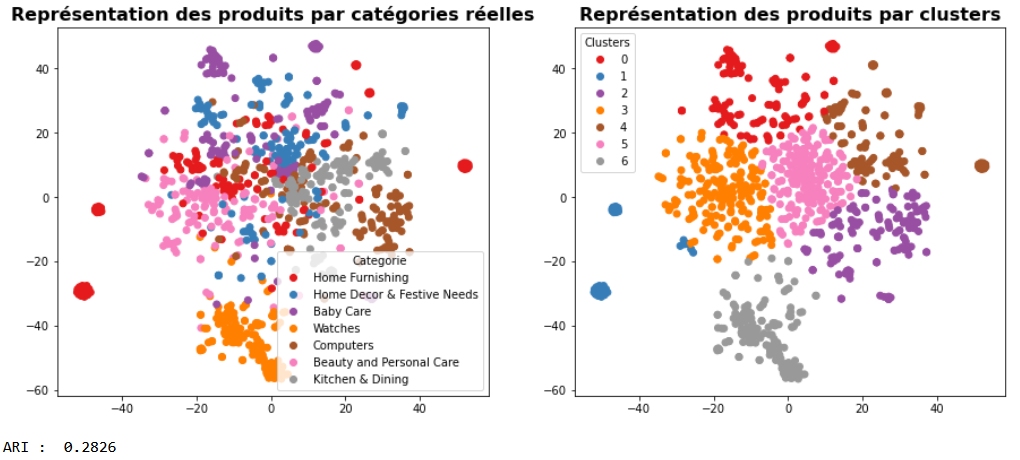 Représentation des produits par catégories réelles
40
20
0
−20
−40
−60
−40
−20
0
20
40
Categorie
Home Furnishing
Home Decor & Festive Needs
Baby Care
Watches
Computers
Beauty and Personal Care
Kitchen & Dining
Représentation des produits par clusters
Clusters
0
1
2
3
4
5
6
40
20
0
−20
−40
−60
−40
−20
0
20
40
ARI : 0.2826